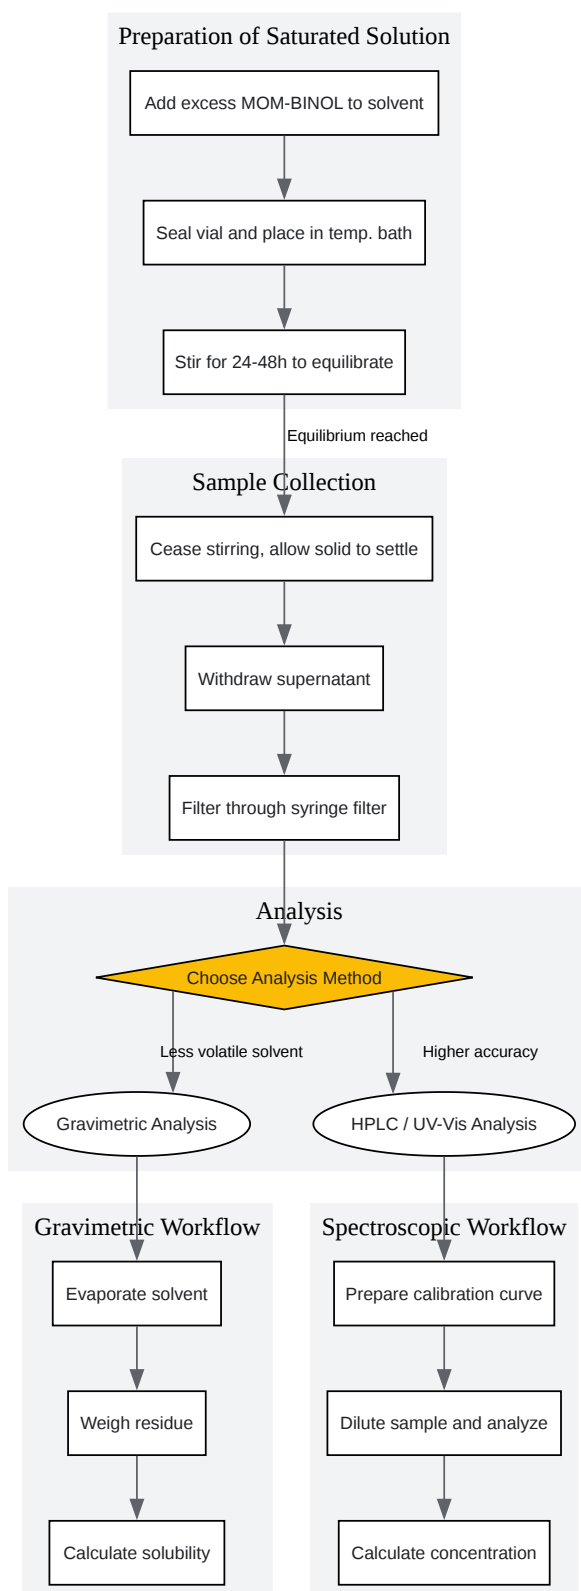 Preparation of Saturated Solution
Add excess MOM-BINOL to solvent
Seal vial and place in temp. bath
Stir for 24-48h to equilibrate
Equilibrium reached
Sample Collection
Cease stirring, allow solid to settle
Withdraw supernatant
Filter through syringe filter
Analysis
Choose Analysis Method
Less volatile solvent
Higher accuracy
Gravimetric Analysis
HPLC / UV-Vis Analysis
Gravimetric Workflow
Spectroscopic Workflow
Evaporate solvent
Prepare calibration curve
Weigh residue
Dilute sample and analyze
Calculate solubility
Calculate concentration